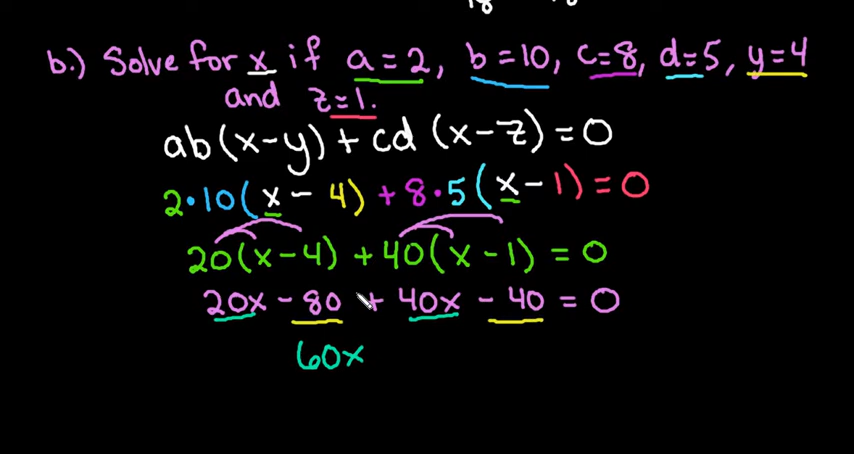 b.) Solve for x if a = 2, b = 10, c = 8, d = 5, y = 4
and z = 1.
ab(x - y) + cd (x - z) = 0
2 • 10(x - 4) + 8 • 5(x - 1) = 0
20(x - 4) + 40(x - 1) = 0
20x - 80 + 40x - 40 = 0
60x